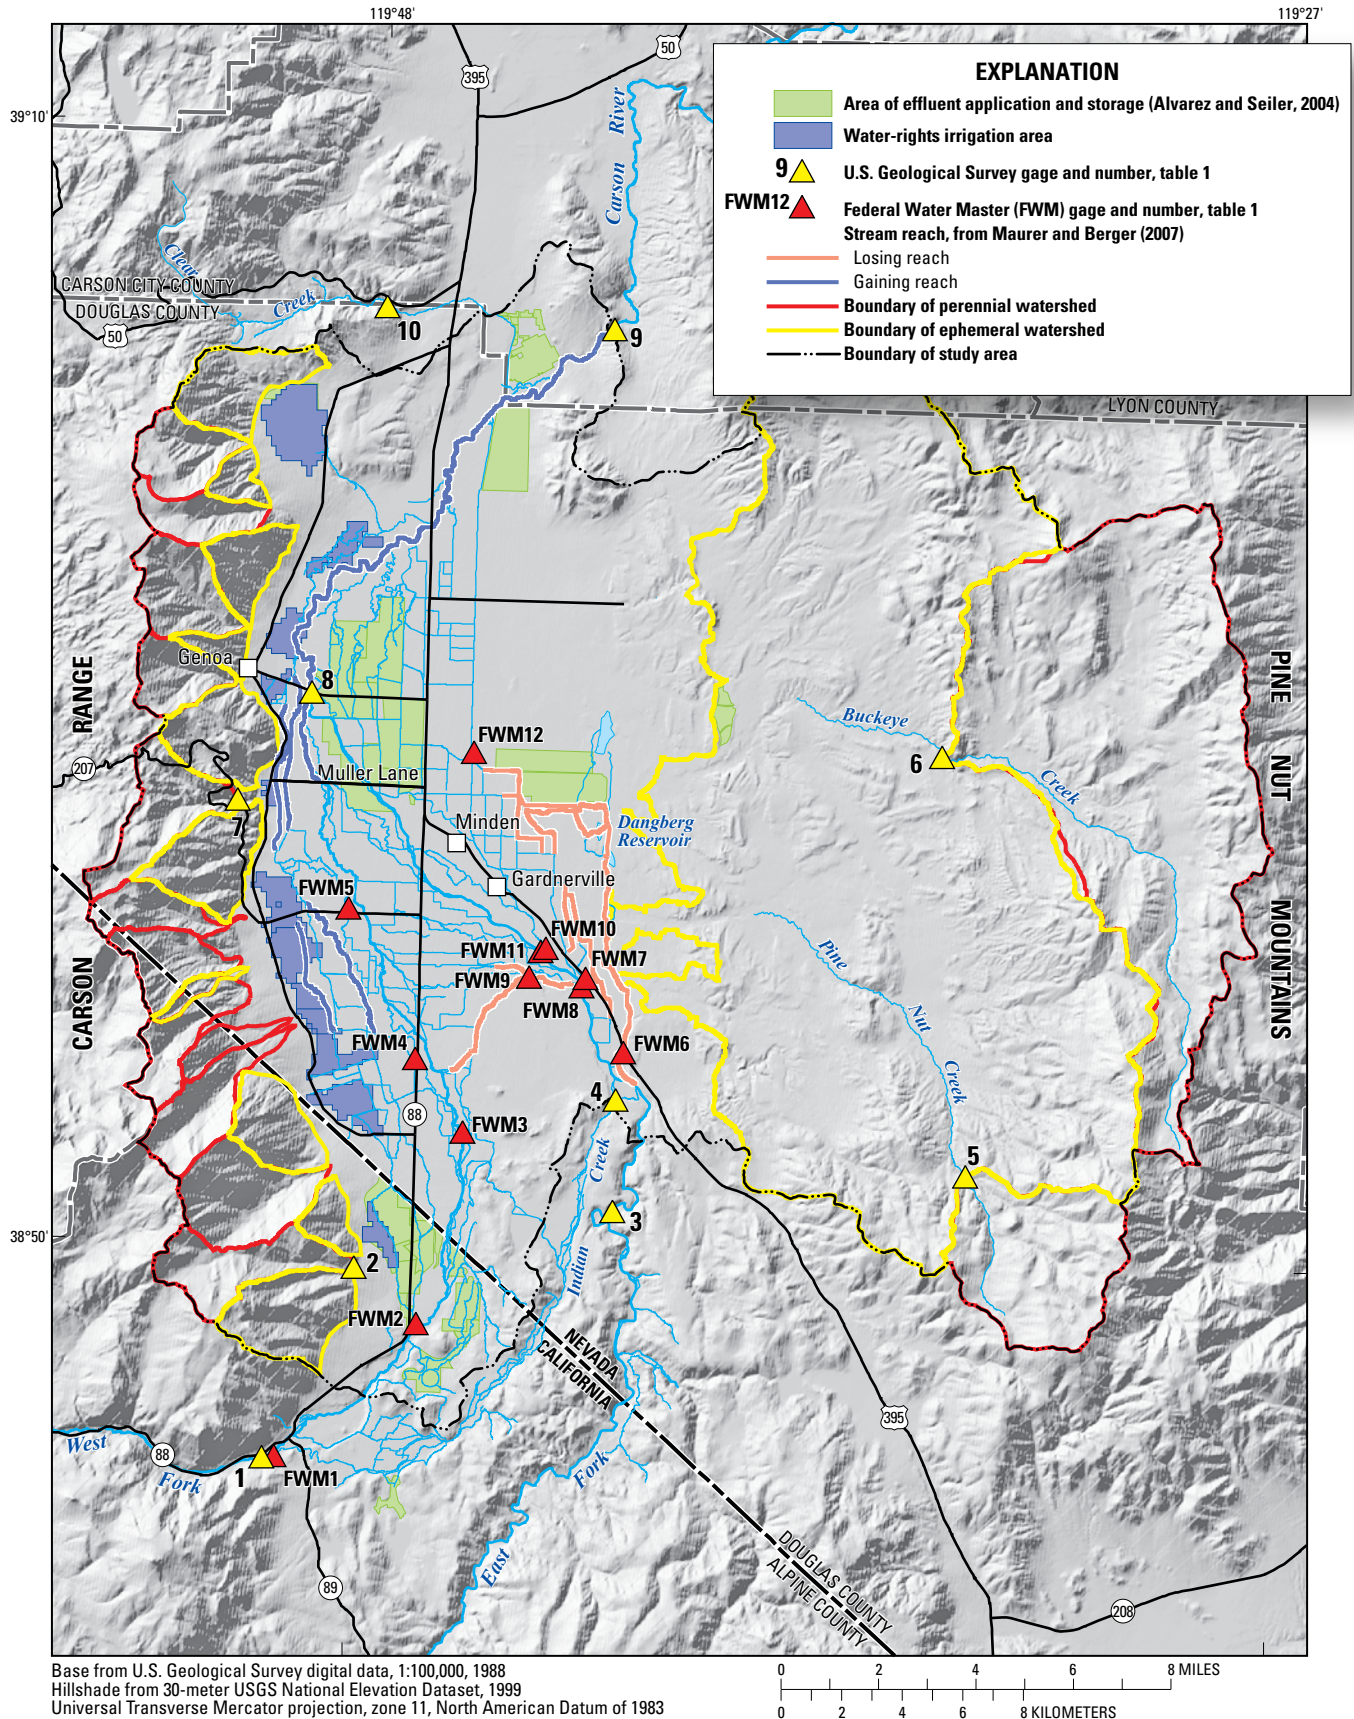 119°48'
119°27'
39°10'
38°50'
50
395
EXPLANATION
Area of effluent application and storage (Alvarez and Seiler, 2004)
Water-rights irrigation area
9
U.S. Geological Survey gage and number, table 1
FWM12
Federal Water Master (FWM) gage and number, table 1
Stream reach, from Maurer and Berger (2007)
Losing reach
Gaining reach
Boundary of perennial watershed
Boundary of ephemeral watershed
Boundary of study area
Carson River
Clear
Creek
CARSON CITY COUNTY
DOUGLAS COUNTY
50
10
9
LYON COUNTY
Genoa
8
RANGE
207
PINE NUT MOUNTAINS
Buckeye
Creek
6
FWM12
Muller Lane
7
Minden
Dangberg
Reservoir
Gardnerville
FWM5
FWM10
FWM11
FWM7
FWM9
FWM8
Pine
Nut
Creek
CARSON
FWM4
FWM6
4
88
FWM3
Creek
Indian
5
3
2
FWM2
NEVADA
CALIFORNIA
395
West
Fork
88
1
FWM1
Fork
East
89
DOUGLAS COUNTY
ALPINE COUNTY
208
Base from U.S. Geological Survey digital data, 1:100,000, 1988
Hillshade from 30-meter USGS National Elevation Dataset, 1999
Universal Transverse Mercator projection, zone 11, North American Datum of 1983
0 2 4 6 8 MILES
0 2 4 6 8 KILOMETERS